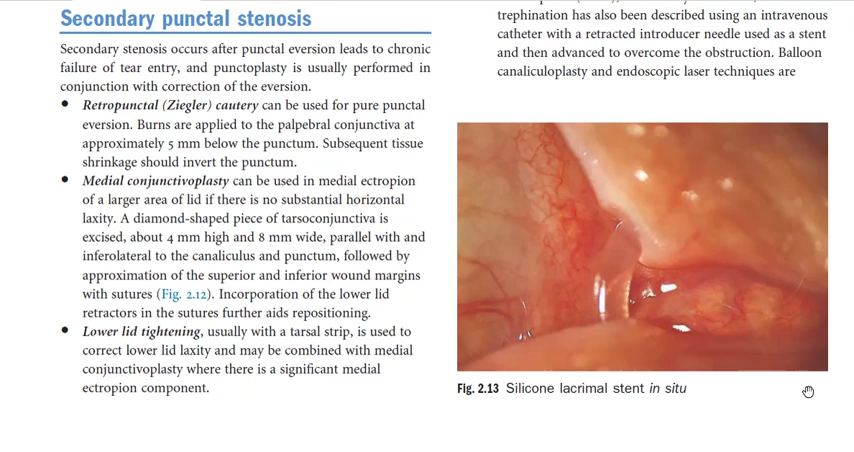 Secondary punctal stenosis
Secondary stenosis occurs after punctal eversion leads to chronic
failure of tear entry, and punctoplasty is usually performed in
conjunction with correction of the eversion.
• Retropunctal (Ziegler) cautery can be used for pure punctal
eversion. Burns are applied to the palpebral conjunctiva at
approximately 5 mm below the punctum. Subsequent tissue
shrinkage should invert the punctum.
• Medial conjunctivoplasty can be used in medial ectropion
of a larger area of lid if there is no substantial horizontal
laxity. A diamond-shaped piece of tarsoconjunctiva is
excised, about 4 mm high and 8 mm wide, parallel with and
inferolateral to the canaliculus and punctum, followed by
approximation of the superior and inferior wound margins
with sutures (Fig. 2.12). Incorporation of the lower lid
retractors in the sutures further aids repositioning.
• Lower lid tightening, usually with a tarsal strip, is used to
correct lower lid laxity and may be combined with medial
conjunctivoplasty where there is a significant medial
ectropion component.
trephination has also been described using an intravenous
catheter with a retracted introducer needle used as a stent
and then advanced to overcome the obstruction. Balloon
canaliculoplasty and endoscopic laser techniques are
Fig. 2.13 Silicone lacrimal stent in situ